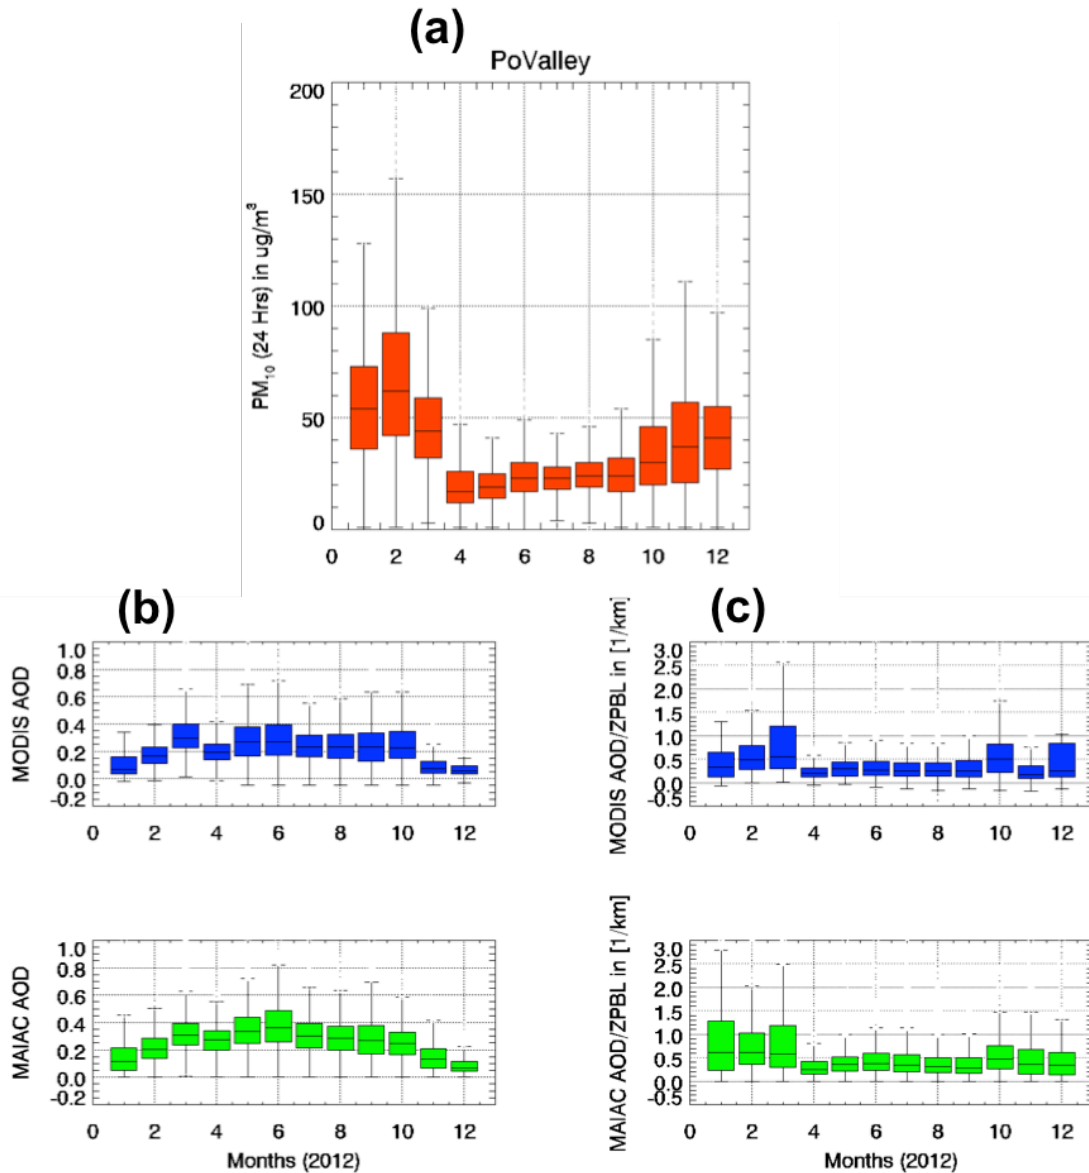 (a)
PoValley
PM₁₀ (24 Hrs) in ug/m³
200
150
100
50
0
0 2 4 6 8 10 12
(b)
MODIS AOD
1.0
0.8
0.6
0.4
0.2
0.0
-0.2
0 2 4 6 8 10 12
(c)
MODIS AOD/ZPBL in [1/km]
3.0
2.5
2.0
1.5
1.0
0.5
0.0
-0.5
0 2 4 6 8 10 12
MAIAC AOD
1.0
0.8
0.6
0.4
0.2
0.0
-0.2
0 2 4 6 8 10 12
Months (2012)
MAIAC AOD/ZPBL in [1/km]
3.0
2.5
2.0
1.5
1.0
0.5
0.0
-0.5
0 2 4 6 8 10 12
Months (2012)